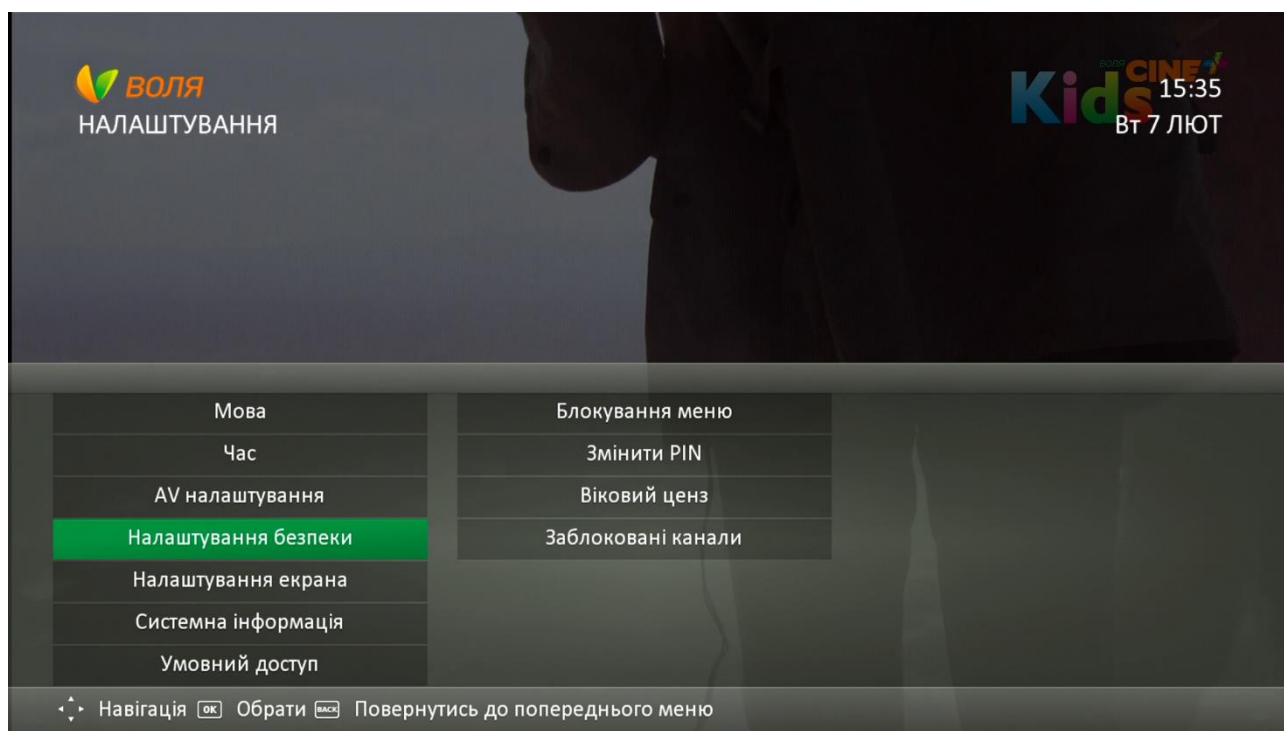 воля
НАЛАШТУВАННЯ
воля CINE+
Kids
15:35
Вт 7 ЛЮТ
Мова
Час
AV налаштування
Налаштування безпеки
Налаштування екрана
Системна інформація
Умовний доступ
Блокування меню
Змінити PIN
Віковий ценз
Заблоковані канали
Навігація OK Обрати BACK Повернутись до попереднього меню